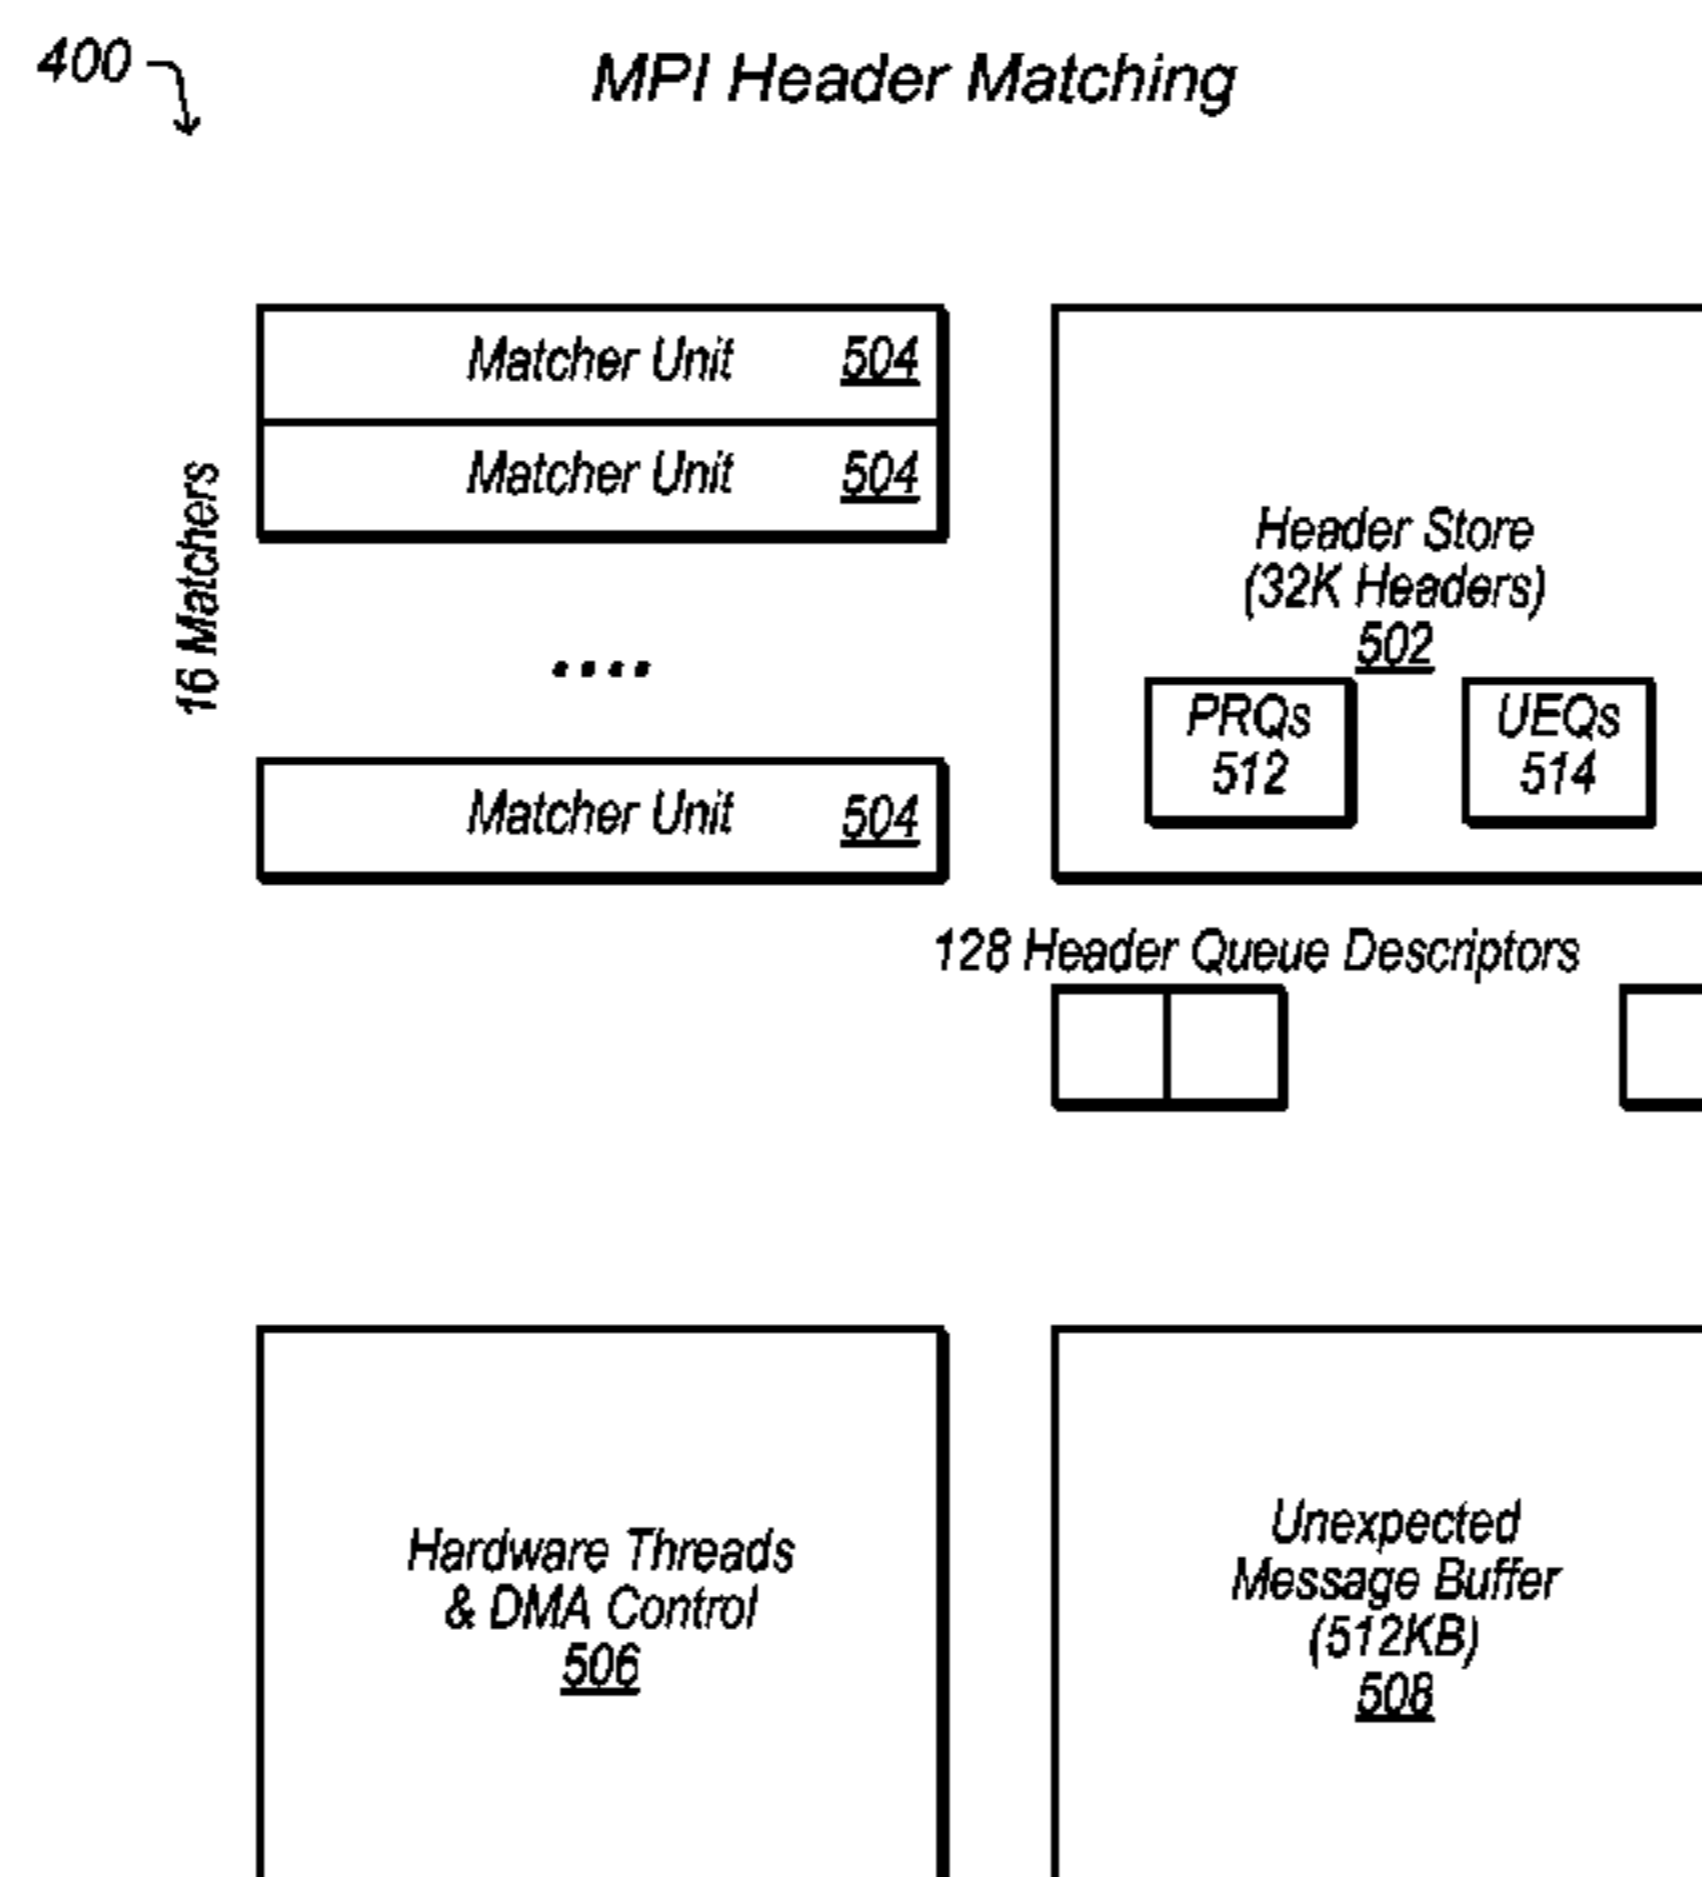 400
MPI Header Matching
16 Matchers
Matcher Unit 504
Matcher Unit 504
....
Matcher Unit 504
Header Store
(32K Headers)
502
PRQs
512
UEQs
514
128 Header Queue Descriptors
Hardware Threads
& DMA Control
506
Unexpected
Message Buffer
(512KB)
508